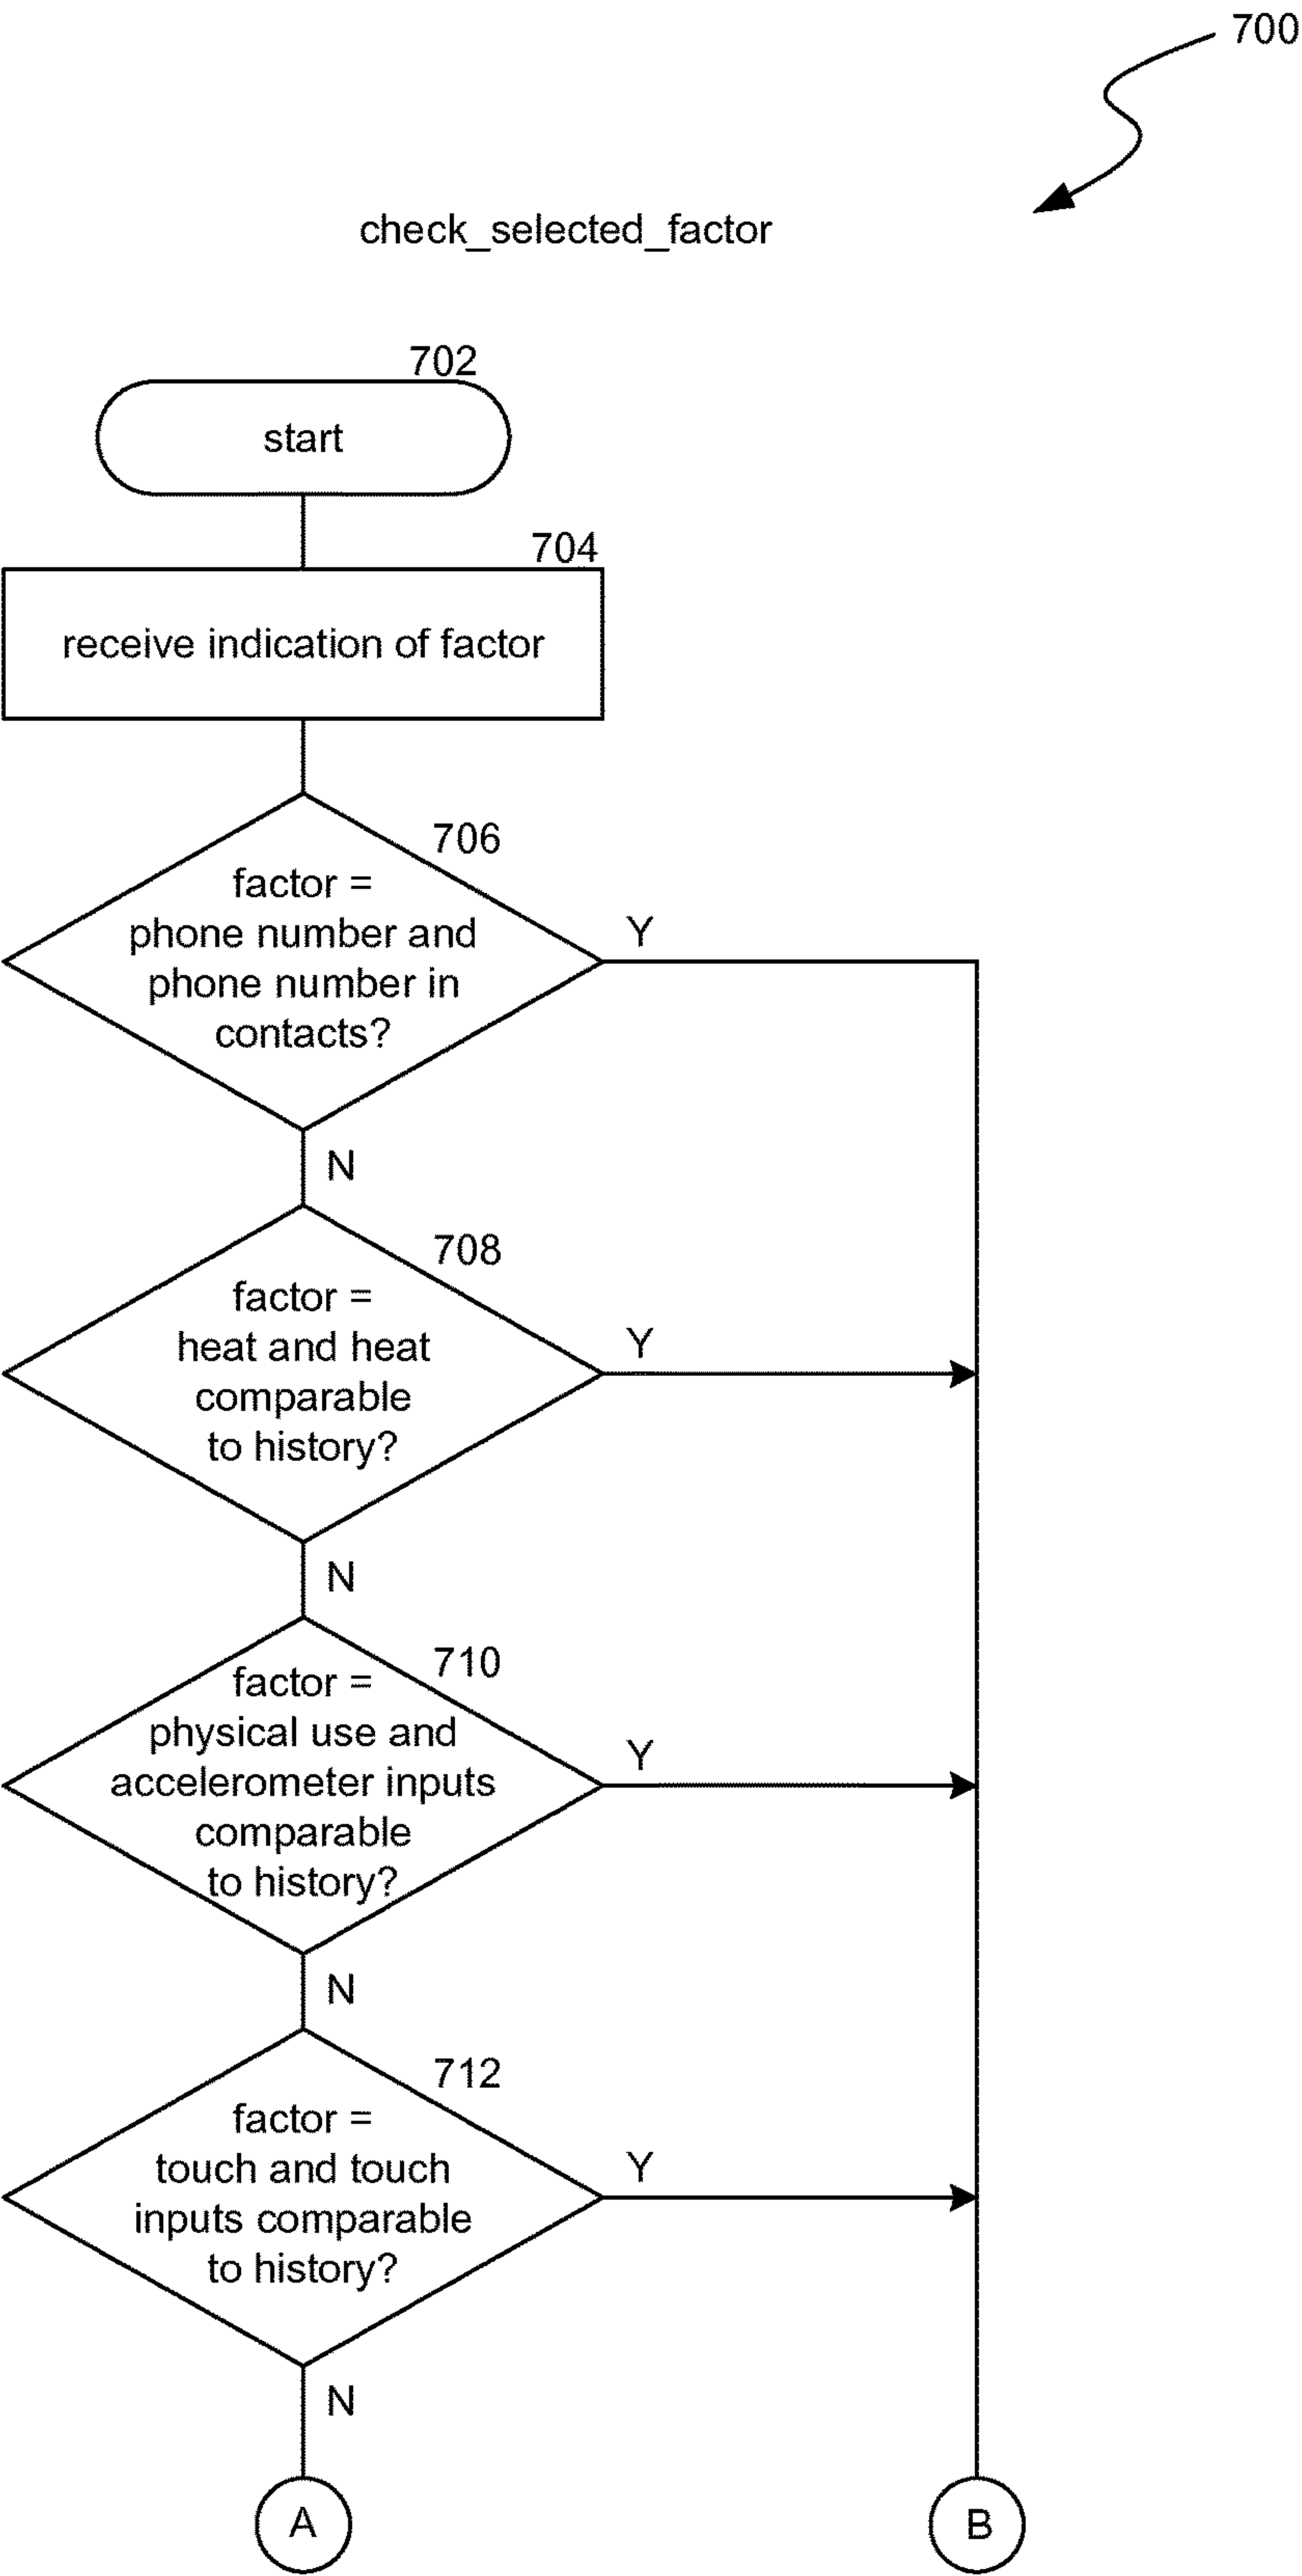 700
check_selected_factor
702
start
704
receive indication of factor
706
factor =
phone number and
phone number in
contacts?
Y
N
708
factor =
heat and heat
comparable
to history?
Y
N
710
factor =
physical use and
accelerometer inputs
comparable
to history?
Y
N
712
factor =
touch and touch
inputs comparable
to history?
Y
N
A
B